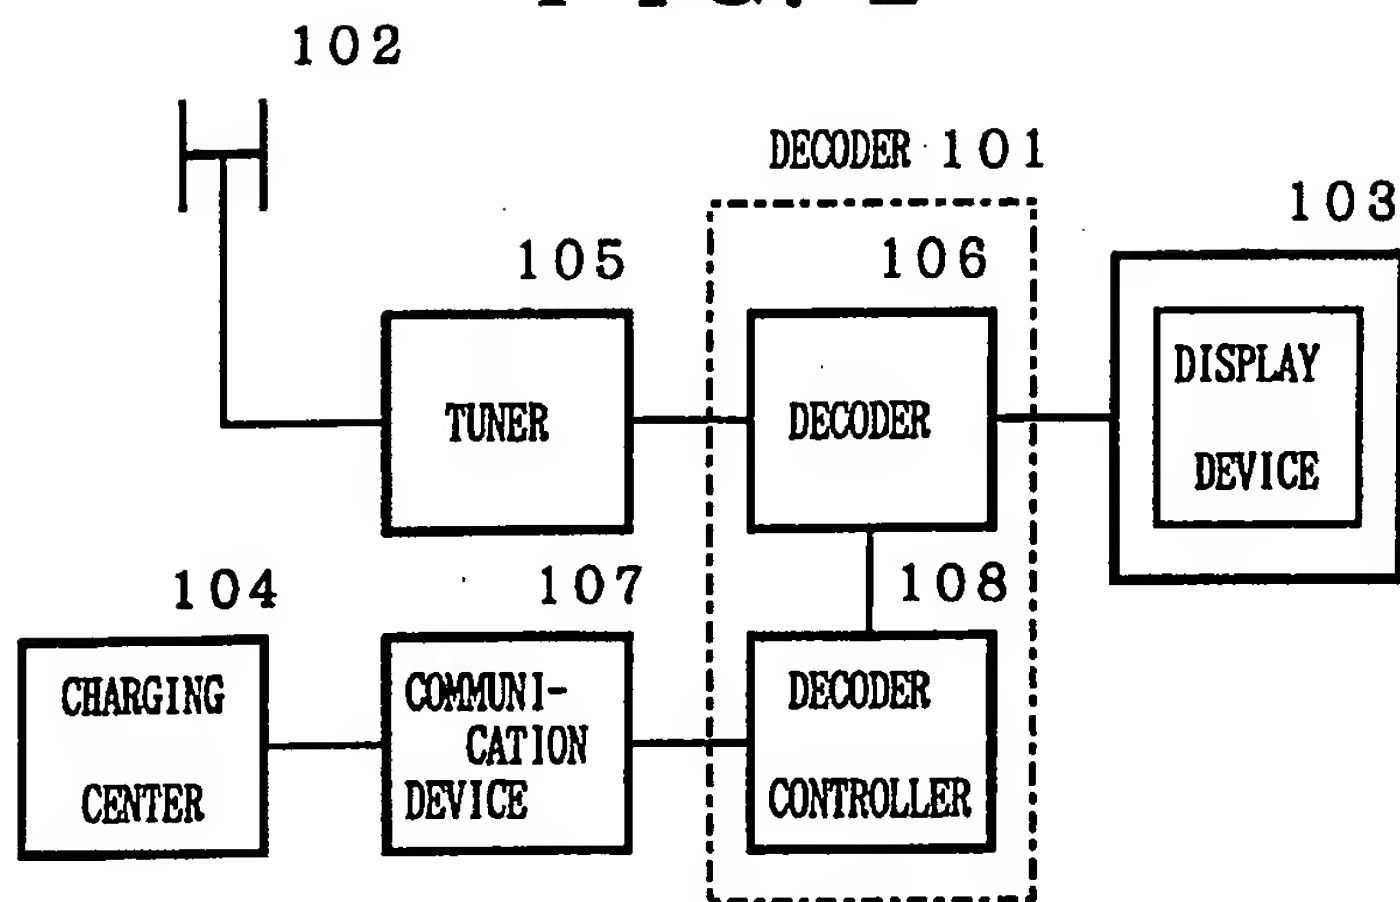 102
DECODER 101
103
105
106
TUNER
DECODER
DISPLAY
DEVICE
104
107
108
CHARGING
CENTER
COMMUNI-
CATION
DEVICE
DECODER
CONTROLLER